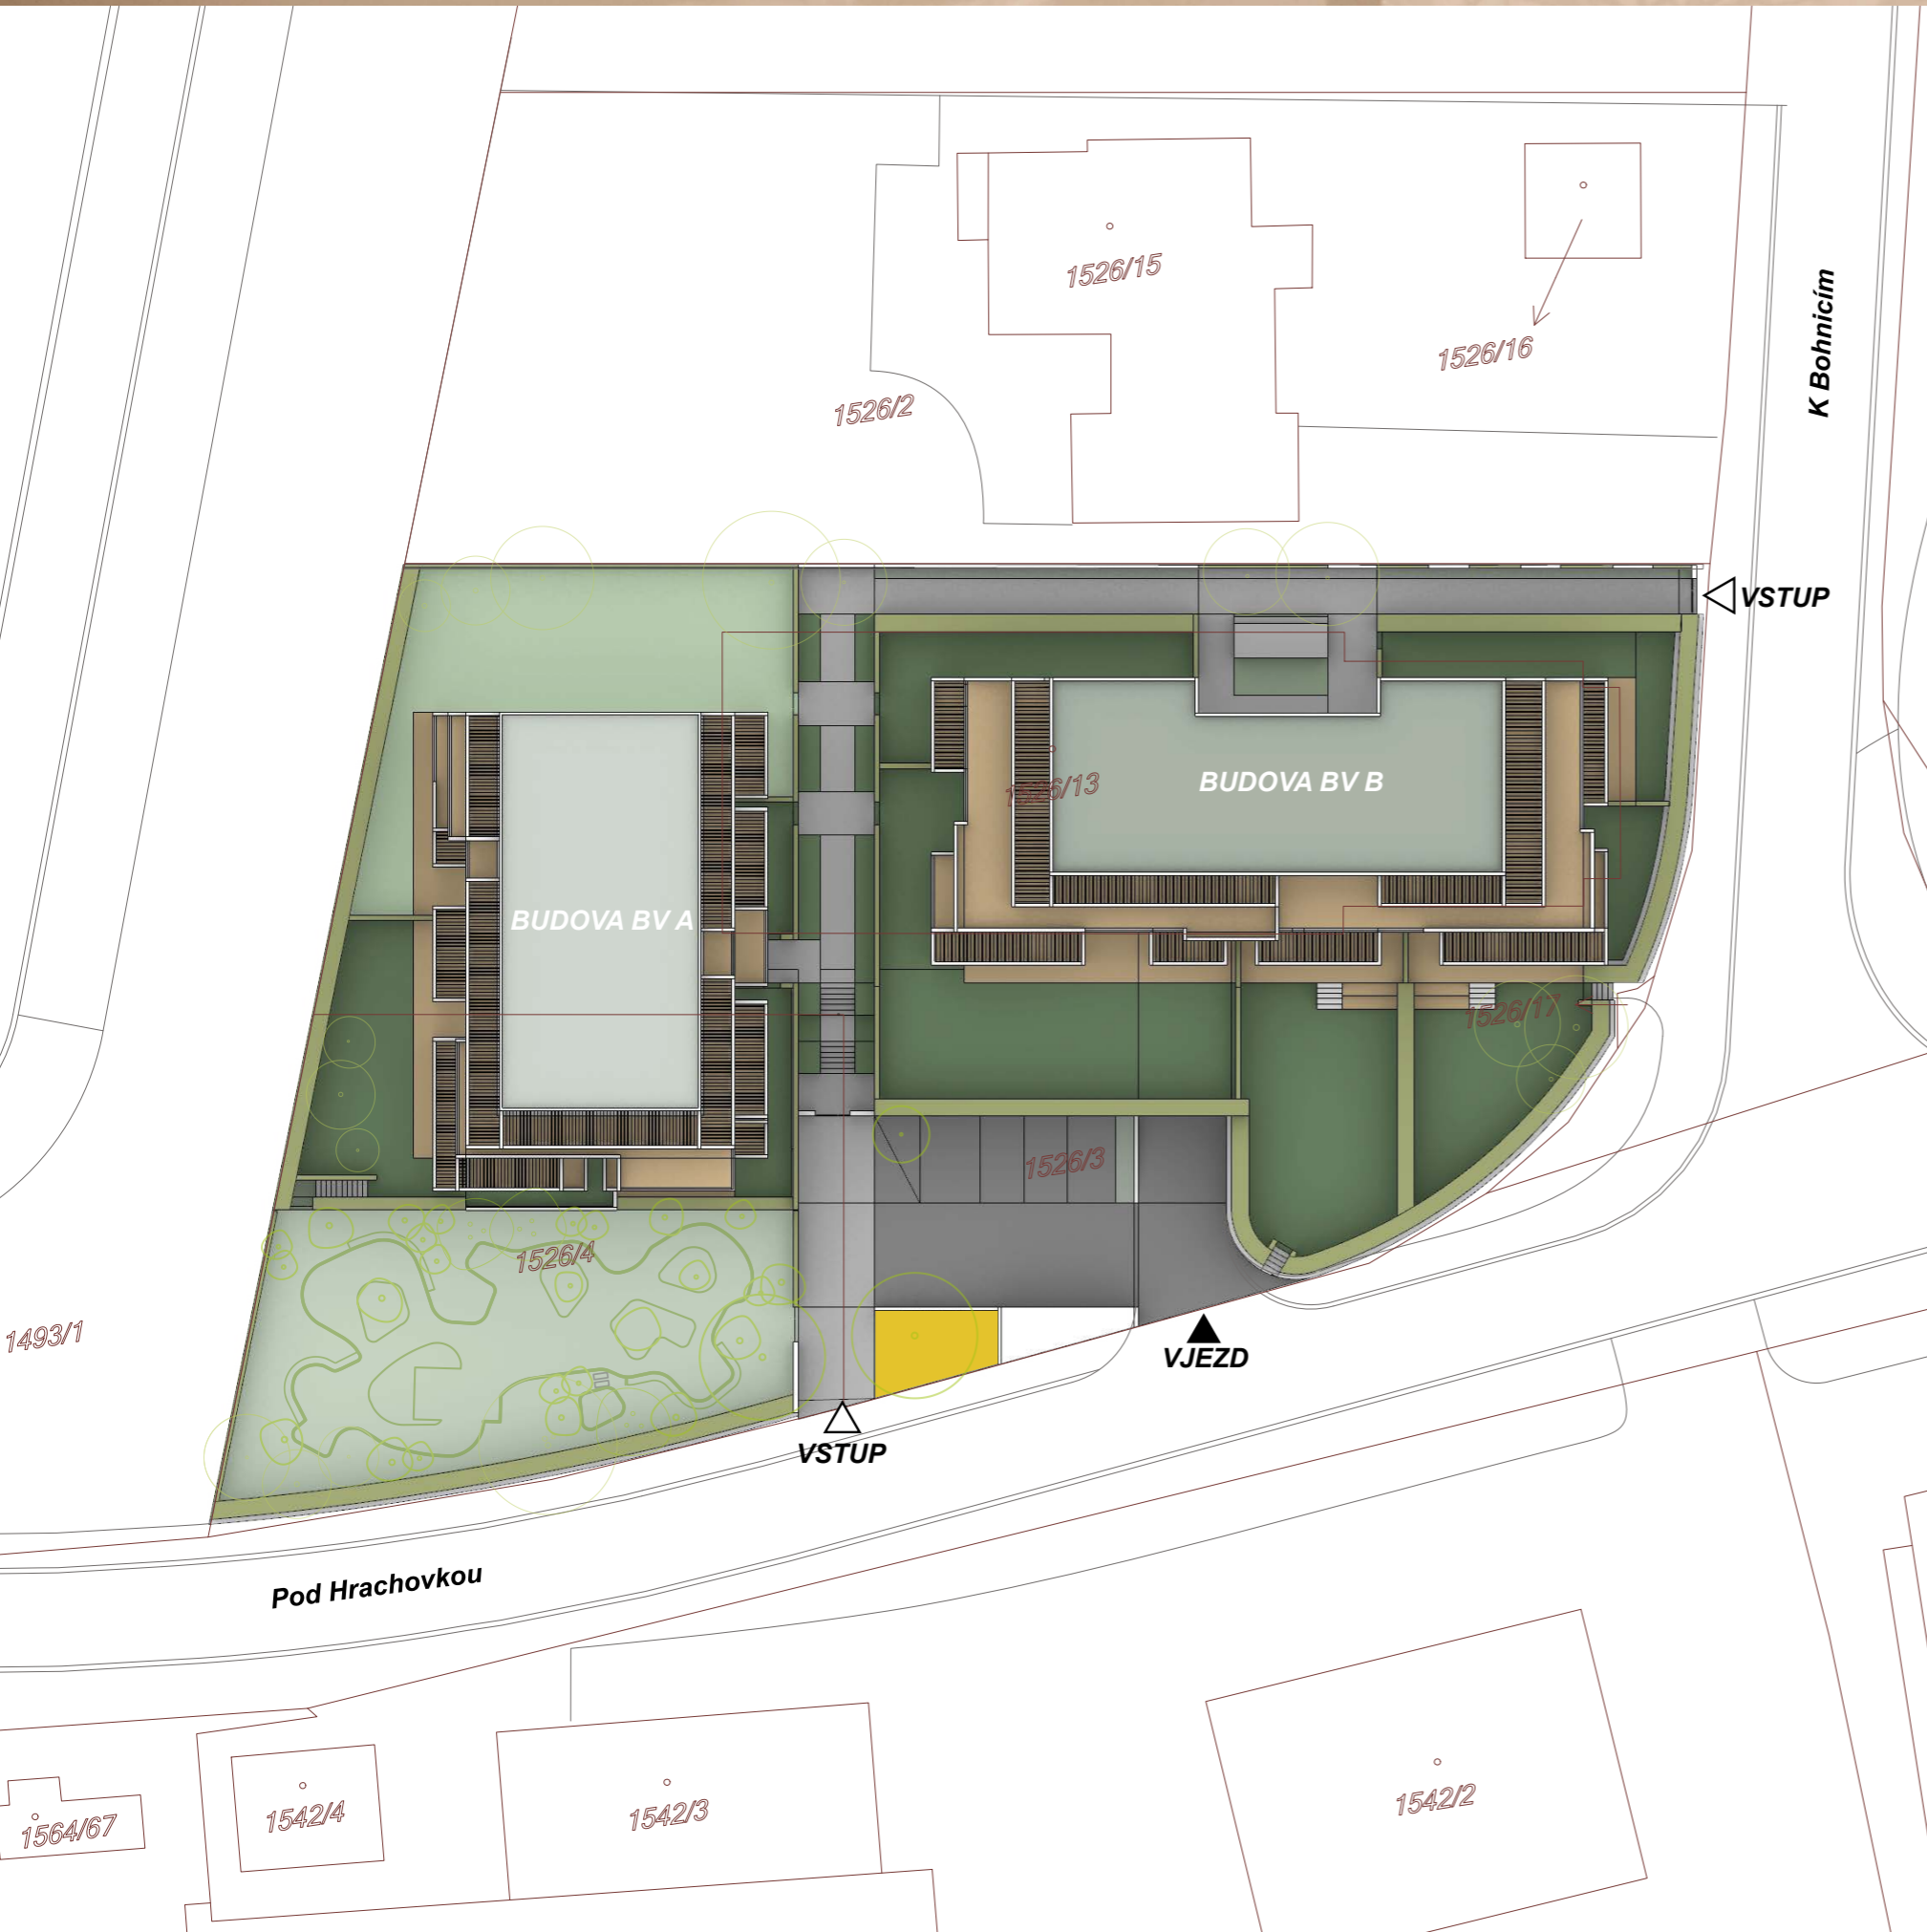 1526/15
K Bohnicím
1526/16
1526/2
VSTUP
BUDOVA BV B
1526/13
BUDOVA BV A
1526/17
1526/3
1526/4
1493/1
VJEZD
VSTUP
Pod Hrachovkou
1542/2
1542/3
1542/4
1564/67